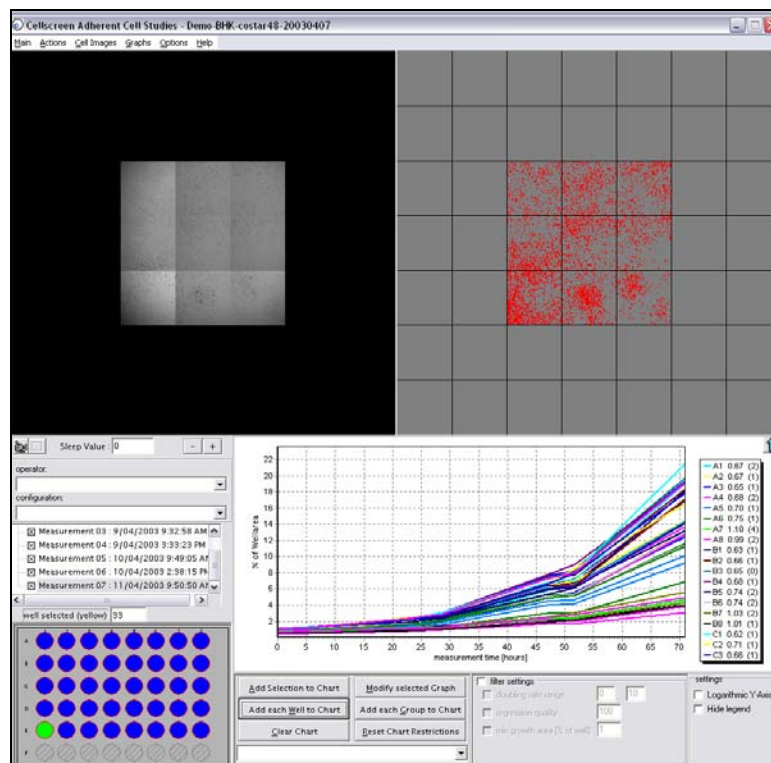 Cellscreen Adherent Cell Studies - Demo-BHK-costar48-20030407
Main Actions Cell Images Graphs Options Help
Sleep Value : 0 - +
operator:
configuration:
Measurement 03 : 9/04/2003 9:32:58 AM
Measurement 04 : 9/04/2003 3:33:23 PM
Measurement 05 : 10/04/2003 9:49:05 AM
Measurement 06 : 10/04/2003 2:38:15 PM
Measurement 07 : 11/04/2003 9:50:50 AM
well selected (yellow) 33
A
B
C
D
E
F
% of Wellarea
22
20
18
16
14
12
10
8
6
4
2
0 5 10 15 20 25 30 35 40 45 50 55 60 65 70
measurement time [hours]
A1 0.67 (2)
A2 0.67 (1)
A3 0.65 (1)
A4 0.68 (2)
A5 0.70 (1)
A6 0.75 (1)
A7 1.10 (4)
A8 0.99 (2)
B1 0.63 (1)
B2 0.66 (1)
B3 0.65 (0)
B4 0.68 (1)
B5 0.74 (2)
B6 0.74 (2)
B7 1.03 (2)
B8 1.01 (1)
C1 0.62 (1)
C2 0.71 (1)
C3 0.66 (1)
Add Selection to Chart Modify selected Graph
Add each Well to Chart Add each Group to Chart
Clear Chart Reset Chart Restrictions
filter settings
doubling rate range 0 10
regression quality 100
min growth area [% of well] 1
settings
Logarithmic Y-Axes
Hide legend